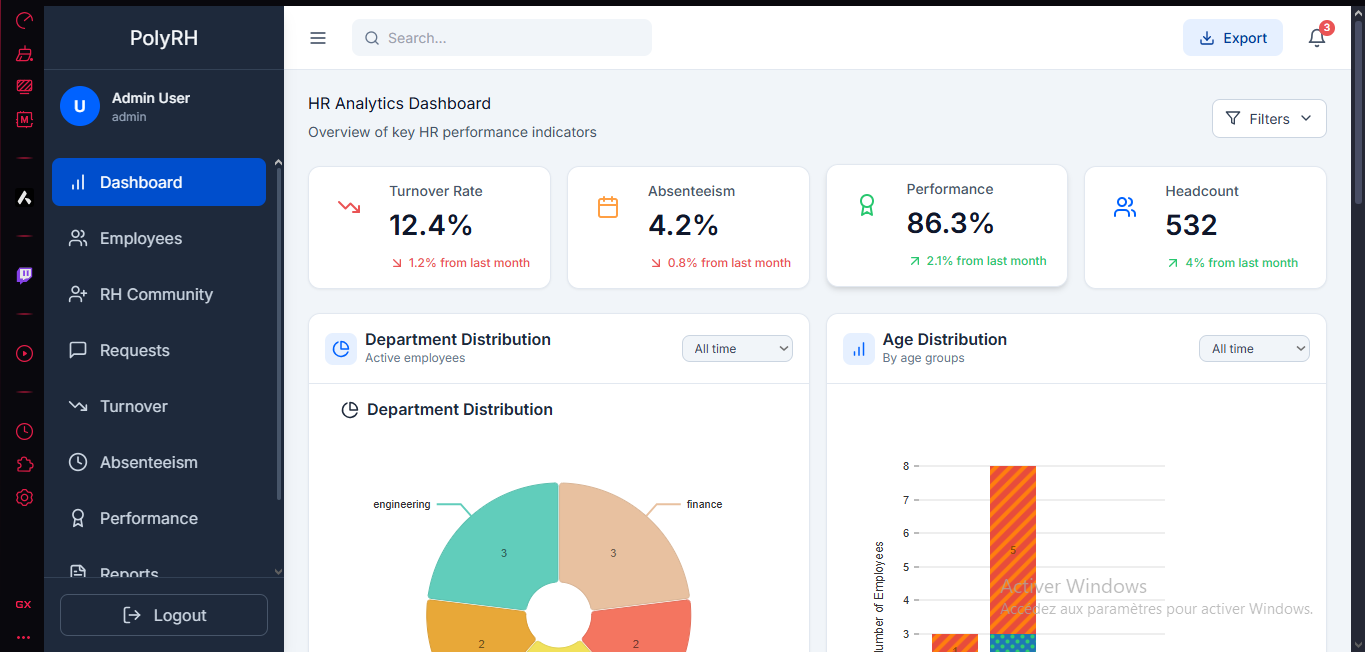 PolyRH
Search...
Export
3
U
Admin User
admin
HR Analytics Dashboard
Overview of key HR performance indicators
Filters
Dashboard
Employees
RH Community
Requests
Turnover
Absenteeism
Performance
Reports
Logout
Turnover Rate
12.4%
1.2% from last month
Absenteeism
4.2%
0.8% from last month
Performance
86.3%
2.1% from last month
Headcount
532
4% from last month
Department Distribution
Active employees
All time
Department Distribution
engineering
finance
3
3
2
2
Age Distribution
By age groups
All time
8
7
6
5
4
3
Number of Employees
5
Activer Windows
Accédez aux paramètres pour activer Windows.
GX
M